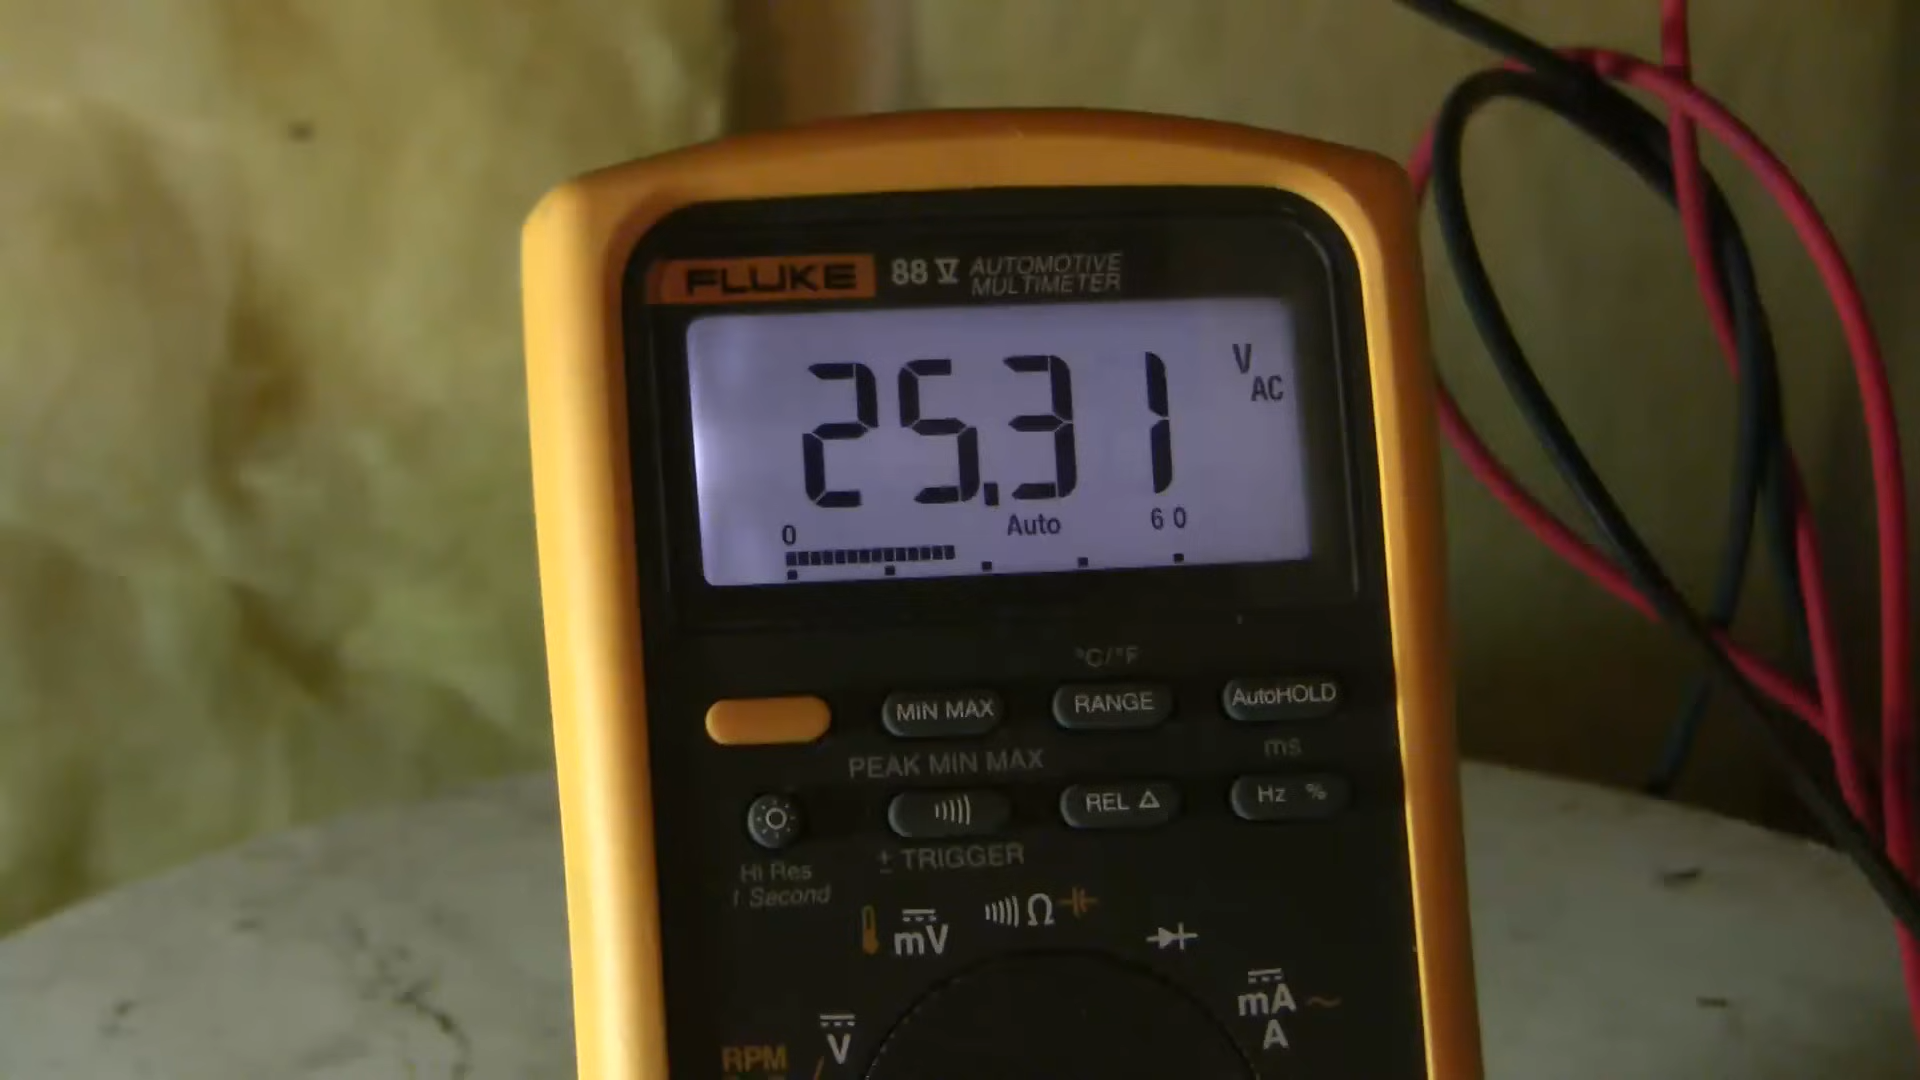 FLUKE 88 V AUTOMOTIVE
MULTIMETER
25.31 V AC
0 Auto 60
°C/°F
MIN MAX RANGE AutoHOLD
PEAK MIN MAX ms
REL Δ Hz %
Hi Res
1 Second
± TRIGGER
mV Ω
mA
A
RPM V